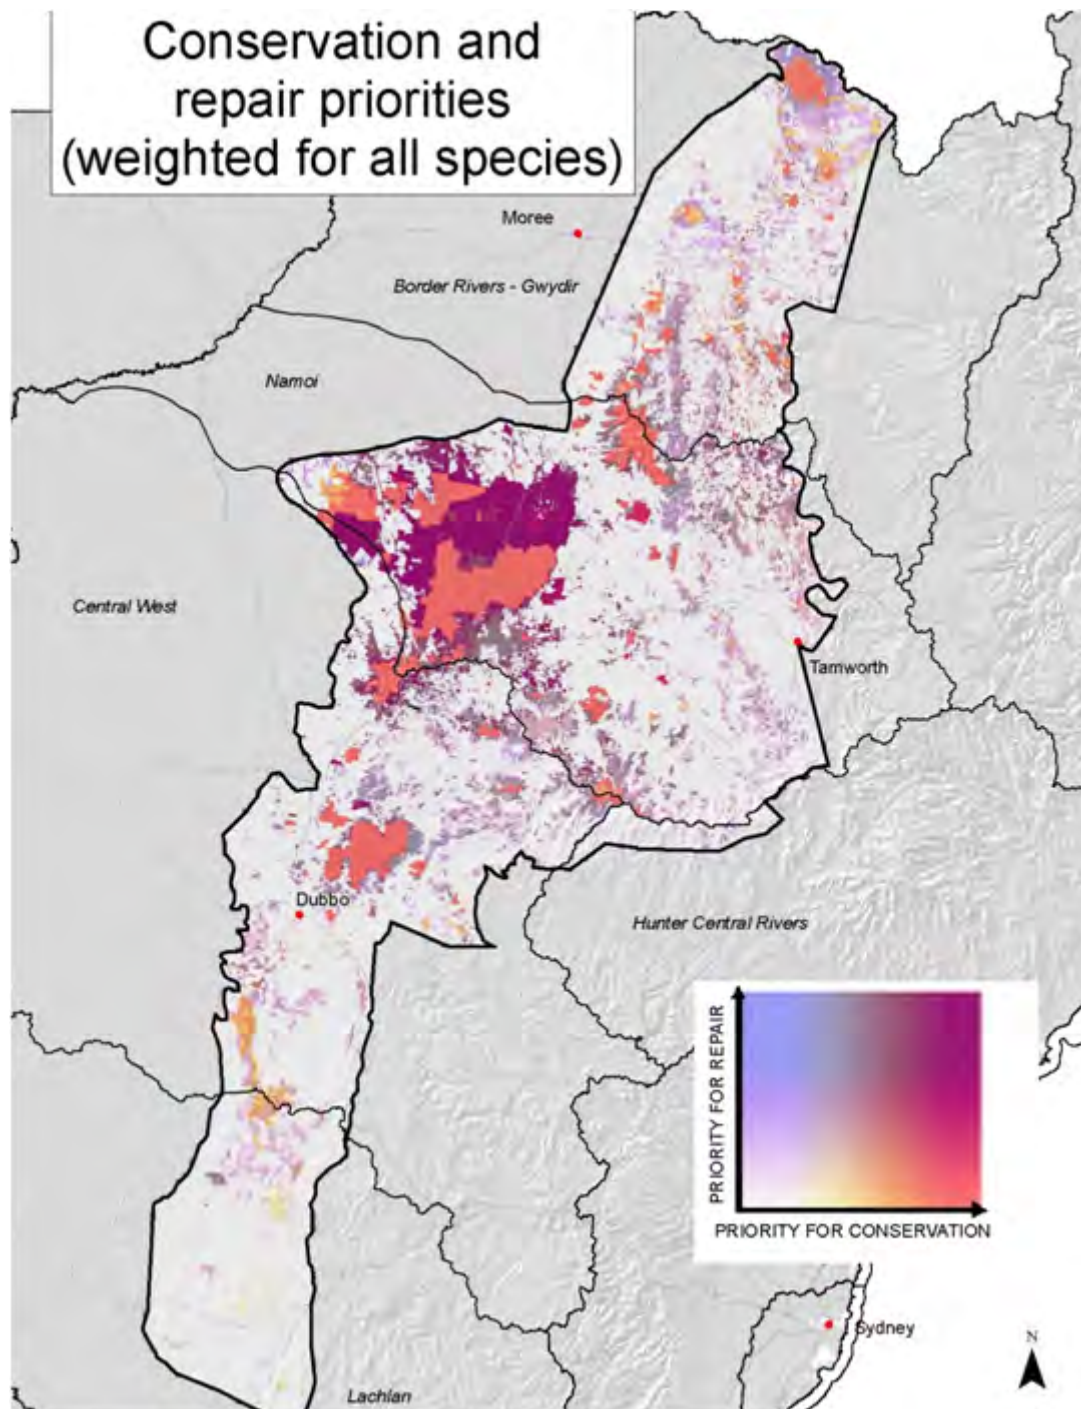 Conservation and
repair priorities
(weighted for all species)
Moree
Border Rivers - Gwydir
Namoi
Central West
Tamworth
Dubbo
Hunter Central Rivers
PRIORITY FOR REPAIR
PRIORITY FOR CONSERVATION
Sydney
N
Lachlan